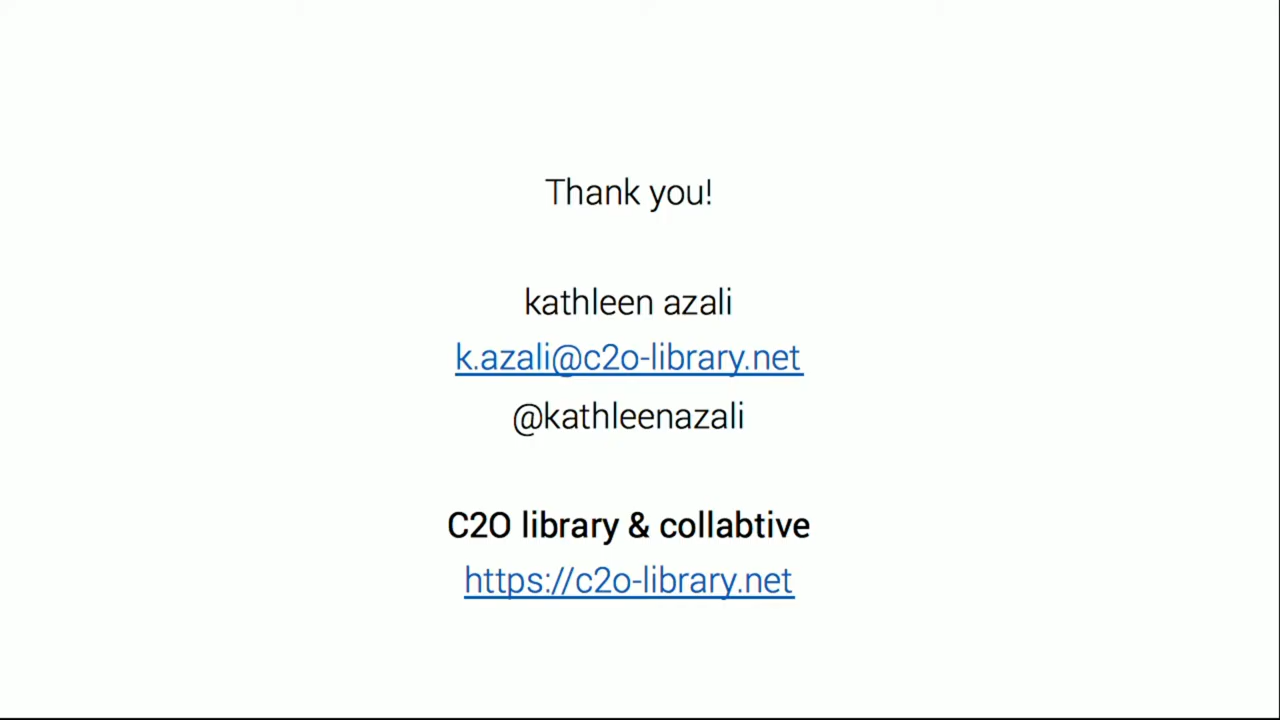 Thank you!
kathleen azali
k.azali@c2o-library.net
@kathleenazali
C2O library & collabtive
https://c2o-library.net